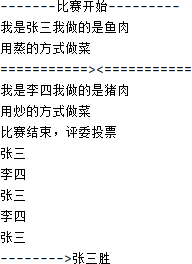 --------比赛开始----------
我是张三我做的是鱼肉
用蒸的方式做菜
===========><===========
我是李四我做的是猪肉
用炒的方式做菜
比赛结束，评委投票
张三
李四
张三
李四
张三
-------->张三胜